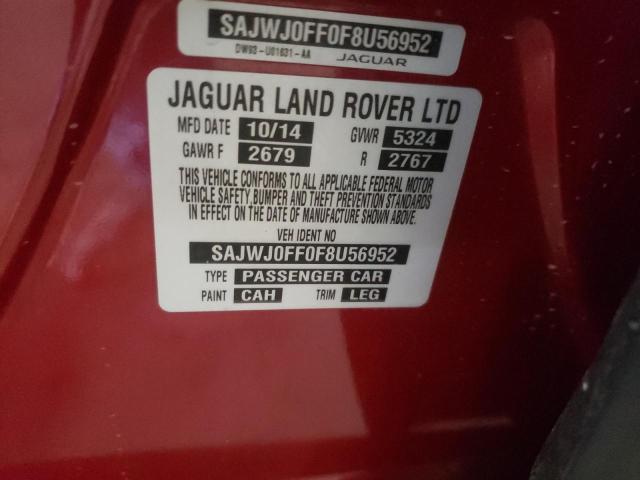 SAJWJ0FF0F8U56952
DW93-U01631-AA JAGUAR
JAGUAR LAND ROVER LTD
MFD DATE 10/14 GVWR 5324
GAWR F 2679 R 2767
THIS VEHICLE CONFORMS TO ALL APPLICABLE FEDERAL MOTOR
VEHICLE SAFETY, BUMPER AND THEFT PREVENTION STANDARDS
IN EFFECT ON THE DATE OF MANUFACTURE SHOWN ABOVE.
VEH IDENT NO
SAJWJ0FF0F8U56952
TYPE PASSENGER CAR
PAINT CAH TRIM LEG